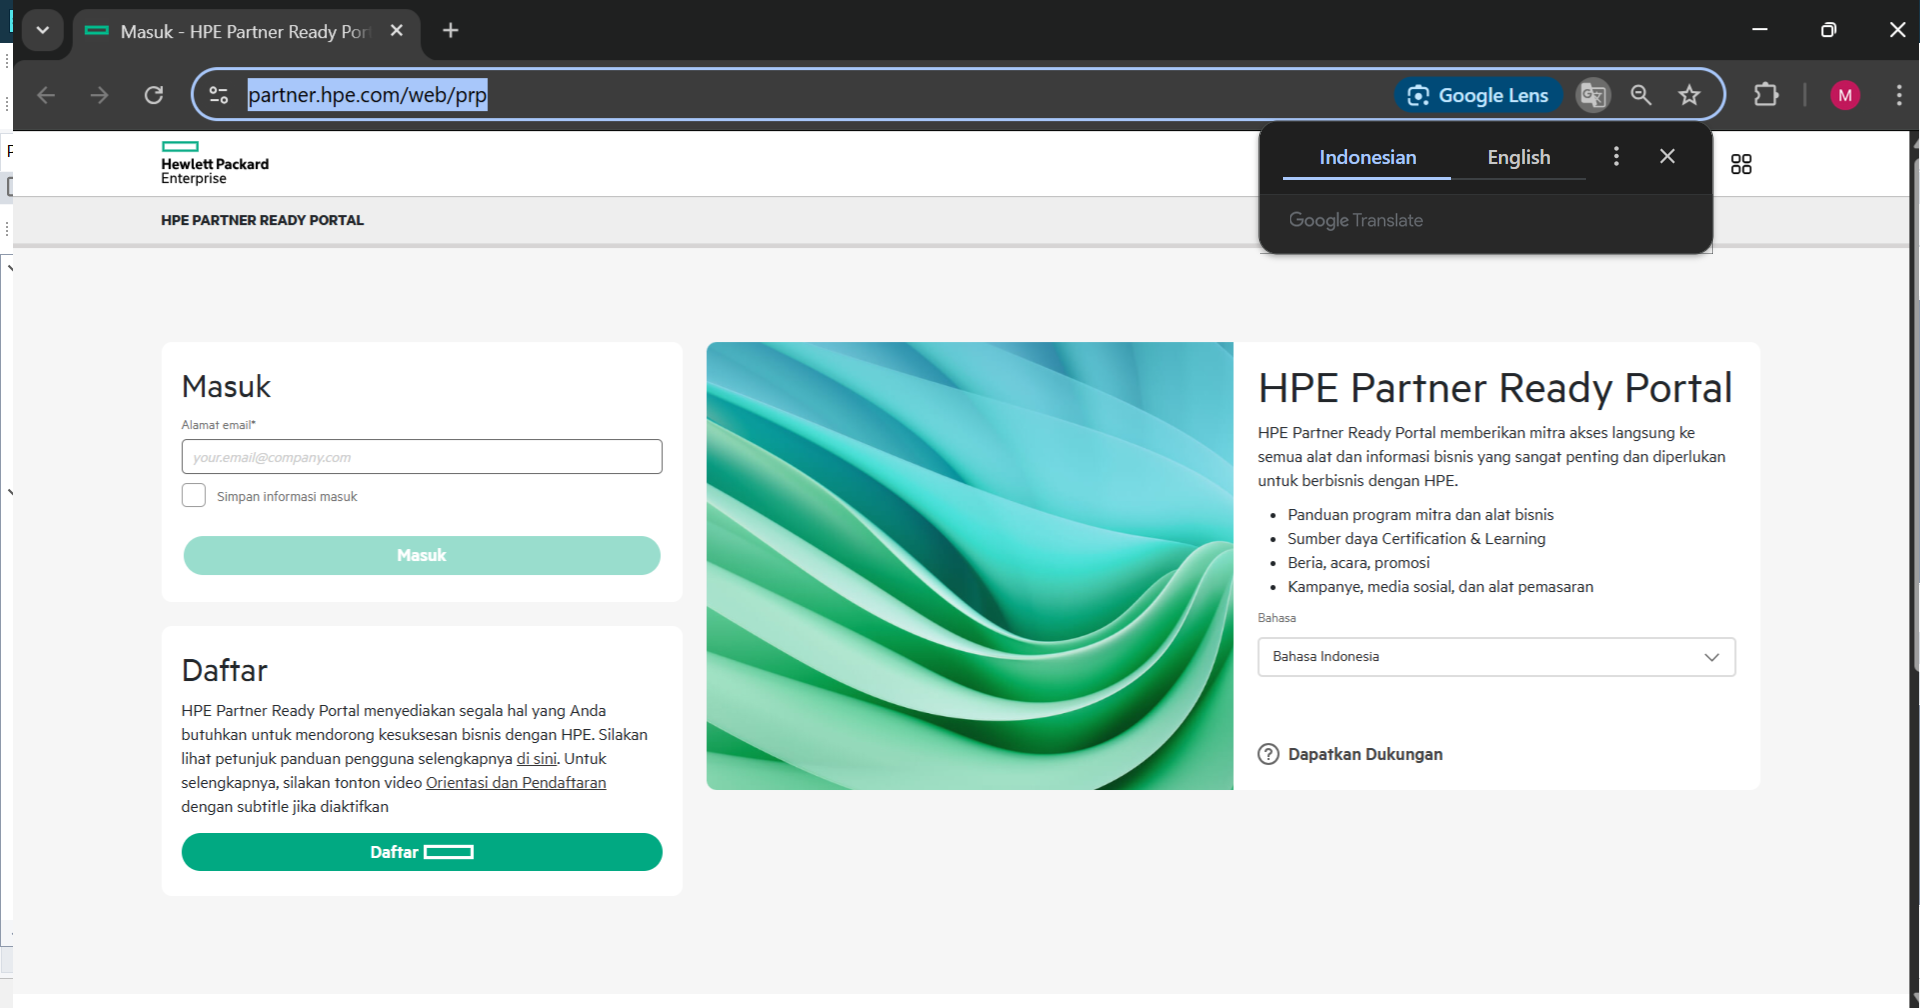 Masuk - HPE Partner Ready Por
partner.hpe.com/web/prp
Google Lens
M
Indonesian
English
Google Translate
Hewlett Packard
Enterprise
HPE PARTNER READY PORTAL
Masuk
Alamat email*
your.email@company.com
Simpan informasi masuk
Masuk
Daftar
HPE Partner Ready Portal menyediakan segala hal yang Anda
butuhkan untuk mendorong kesuksesan bisnis dengan HPE. Silakan
lihat petunjuk panduan pengguna selengkapnya di sini. Untuk
selengkapnya, silakan tonton video Orientasi dan Pendaftaran
dengan subtitle jika diaktifkan
Daftar
HPE Partner Ready Portal
HPE Partner Ready Portal memberikan mitra akses langsung ke
semua alat dan informasi bisnis yang sangat penting dan diperlukan
untuk berbisnis dengan HPE.
• Panduan program mitra dan alat bisnis
• Sumber daya Certification & Learning
• Beria, acara, promosi
• Kampanye, media sosial, dan alat pemasaran
Bahasa
Bahasa Indonesia
Dapatkan Dukungan